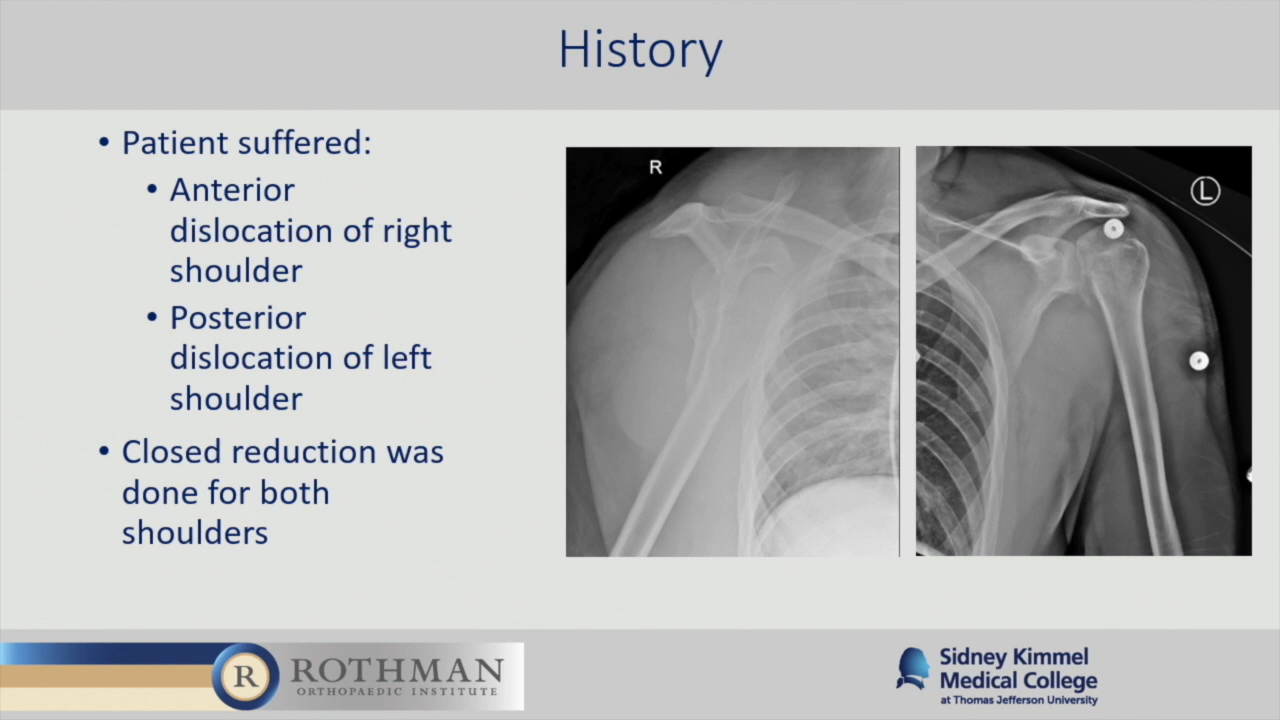 History
• Patient suffered:
• Anterior
dislocation of right
shoulder
• Posterior
dislocation of left
shoulder
• Closed reduction was
done for both
shoulders
R
L
R
ROTHMAN
ORTHOPAEDIC INSTITUTE
Sidney Kimmel
Medical College
at Thomas Jefferson University